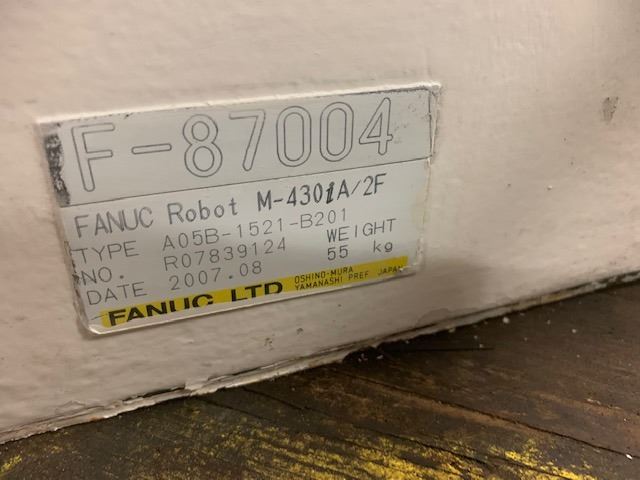 F-87004
FANUC Robot M-430iA/2F
TYPE A05B-1521-B201
NO. R07839124 WEIGHT
DATE 2007.08 55 kg
FANUC LTD OSHINO-MURA
YAMANASHI PREF. JAPAN